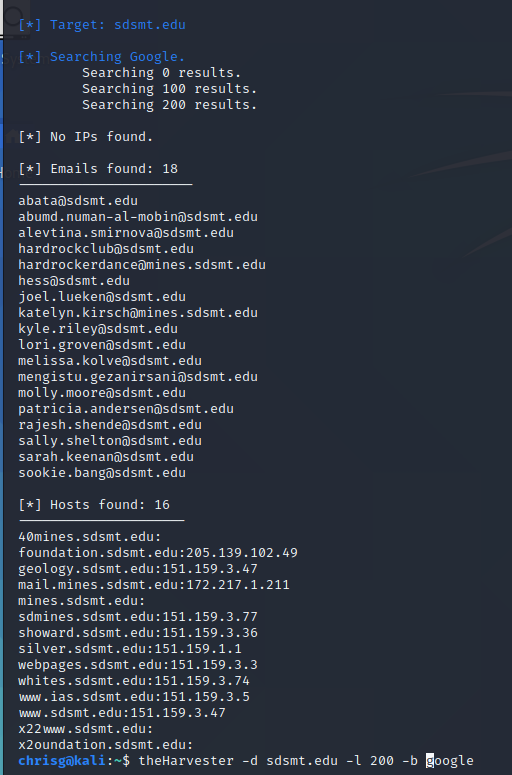 [*] Target: sdsmt.edu
[*] Searching Google.
Searching 0 results.
Searching 100 results.
Searching 200 results.
[*] No IPs found.
[*] Emails found: 18
----------------------
abata@sdsmt.edu
abumd.numan-al-mobin@sdsmt.edu
alevtina.smirnova@sdsmt.edu
hardrockclub@sdsmt.edu
hardrockerdance@mines.sdsmt.edu
hess@sdsmt.edu
joel.lueken@sdsmt.edu
katelyn.kirsch@mines.sdsmt.edu
kyle.riley@sdsmt.edu
lori.groven@sdsmt.edu
melissa.kolve@sdsmt.edu
mengistu.gezanirsani@sdsmt.edu
molly.moore@sdsmt.edu
patricia.andersen@sdsmt.edu
rajesh.shende@sdsmt.edu
sally.shelton@sdsmt.edu
sarah.keenan@sdsmt.edu
sookie.bang@sdsmt.edu
[*] Hosts found: 16
---------------------
40mines.sdsmt.edu:
foundation.sdsmt.edu:205.139.102.49
geology.sdsmt.edu:151.159.3.47
mail.mines.sdsmt.edu:172.217.1.211
mines.sdsmt.edu:
sdmines.sdsmt.edu:151.159.3.77
showard.sdsmt.edu:151.159.3.36
silver.sdsmt.edu:151.159.1.1
webpages.sdsmt.edu:151.159.3.3
whites.sdsmt.edu:151.159.3.74
www.ias.sdsmt.edu:151.159.3.5
www.sdsmt.edu:151.159.3.47
x22www.sdsmt.edu:
x2oundation.sdsmt.edu:
chrisg@kali:~$ theHarvester -d sdsmt.edu -l 200 -b google